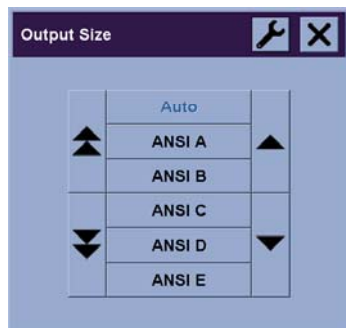 Output Size
Auto
ANSI A
ANSI B
ANSI C
ANSI D
ANSI E